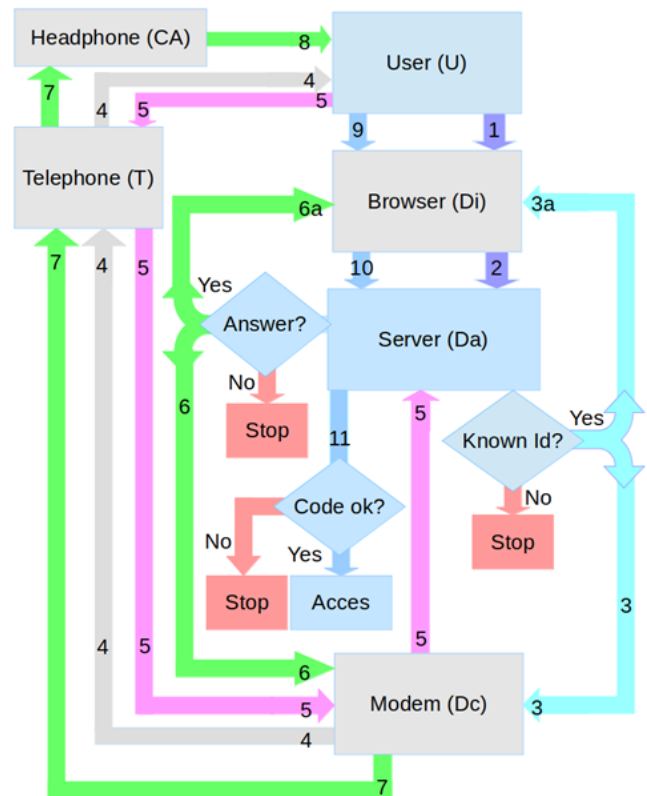 Headphone (CA)
8
User (U)
4
7
4
5
5
9
1
Telephone (T)
Browser (Di)
6a
3a
7
4
5
10
2
Yes
Answer?
Server (Da)
No
6
5
Yes
Stop
11
Known Id?
No
Code ok?
No
Yes
Stop
Stop
Acces
3
4
5
5
6
Modem (Dc)
5
3
4
7